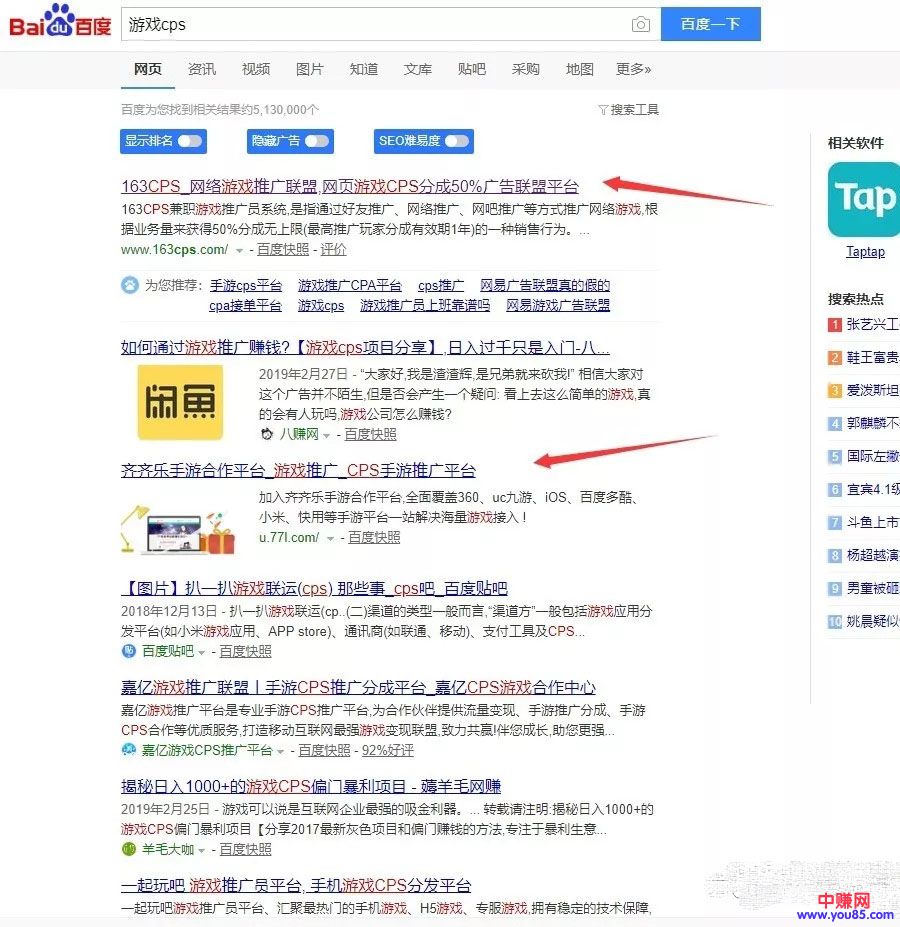 Bai du 百度
游戏cps
百度一下
网页 资讯 视频 图片 知道 文库 贴吧 采购 地图 更多»
百度为您找到相关结果约5,130,000个
搜索工具
显示排名 隐藏广告 SEO难易度
163CPS_网络游戏推广联盟,网页游戏CPS分成50%广告联盟平台
163CPS兼职游戏推广员系统,是指通过好友推广、网络推广、网吧推广等方式推广网络游戏,根
据业务量来获得50%分成无上限(最高推广玩家分成有效期1年)的一种销售行为。...
www.163cps.com/ - 百度快照 - 评价
为您推荐: 手游cps平台 游戏推广CPA平台 cps推广 网易广告联盟真的假的
cpa接单平台 游戏cps 游戏推广员上班靠谱吗 网易游戏广告联盟
如何通过游戏推广赚钱?【游戏cps项目分享】,日入过千只是入门-八...
闲鱼
2019年2月27日 - “大家好,我是渣渣辉,是兄弟就来砍我!” 相信大家对
这个广告并不陌生,但是否会产生一个疑问: 看上去这么简单的游戏,真
的会有人玩吗,游戏公司怎么赚钱?
八赚网 - 百度快照
齐齐乐手游合作平台_游戏推广_CPS手游推广平台
加入齐齐乐手游合作平台,全面覆盖360、uc九游、iOS、百度多酷、
小米、快用等手游平台一站解决海量游戏接入！
u.77l.com/ - 百度快照
【图片】扒一扒游戏联运(cps) 那些事_cps吧_百度贴吧
2018年12月13日 - 扒一扒游戏联运(cp..(二)渠道的类型一般而言,“渠道方”一般包括游戏应用分
发平台(如小米游戏应用、APP store)、通讯商(如联通、移动)、支付工具及CPS...
百度贴吧 - 百度快照
嘉亿游戏推广联盟丨手游CPS推广分成平台_嘉亿CPS游戏合作中心
嘉亿游戏推广平台是专业手游CPS推广平台,为合作伙伴提供流量变现、手游推广分成、手游
CPS合作等优质服务,打造移动互联网最强游戏变现联盟,致力共赢!伴您成长,助您更强...
嘉亿游戏CPS推广平台 - 百度快照 - 92%好评
揭秘日入1000+的游戏CPS偏门暴利项目 - 薅羊毛网赚
2019年2月25日 - 游戏可以说是互联网企业最强的吸金利器。... 转载请注明:揭秘日入1000+的
游戏CPS偏门暴利项目【分享2017最新灰色项目和偏门赚钱的方法,专注于暴利生意...
羊毛大咖 - 百度快照
一起玩吧 游戏推广员平台, 手机游戏CPS分发平台
一起玩吧游戏推广员平台、汇聚最热门的手机游戏、H5游戏、专服游戏,拥有稳定的技术保障,
相关软件
Tap
Taptap
搜索热点
1 张艺兴工
2 鞋王富贵
3 爱泼斯坦
4 郭麒麟不
5 国际左撇
6 宜宾4.1级
7 斗鱼上市
8 杨超越演
9 男童被砸
10 姚晨疑似
中赚网
www.you85.com